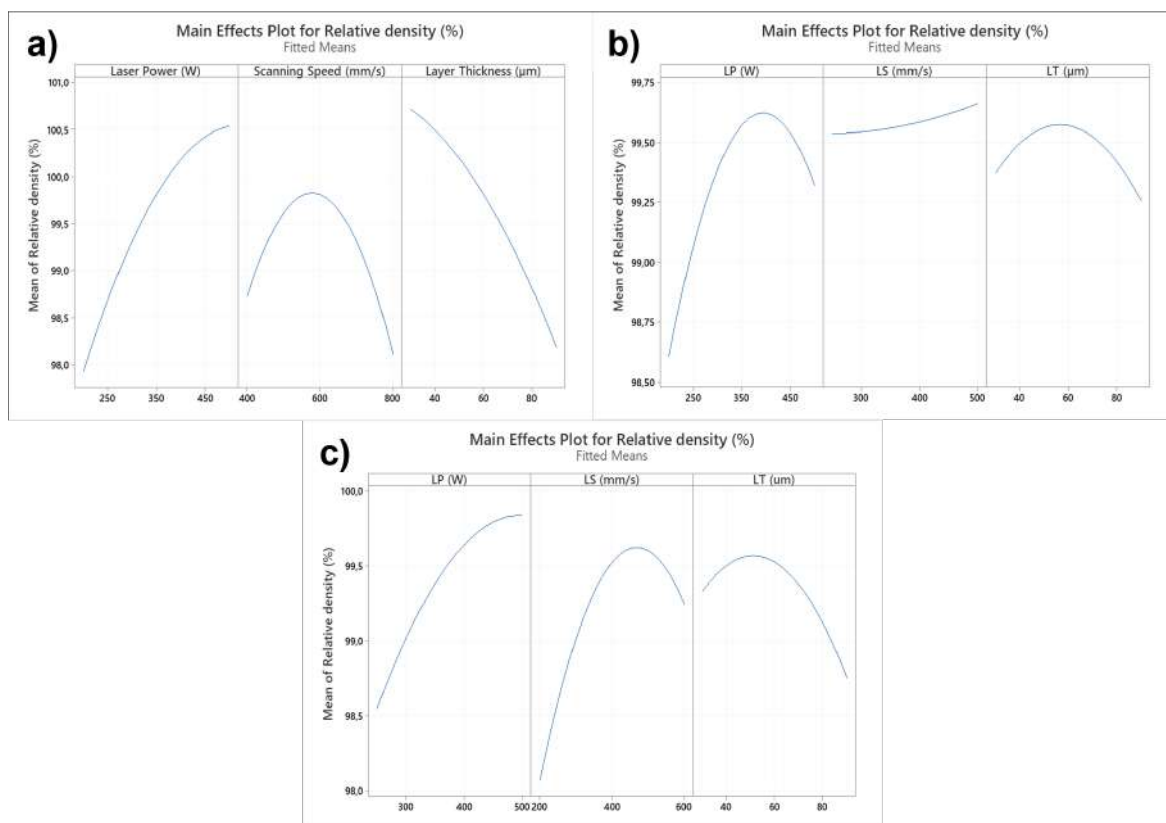 a)
Main Effects Plot for Relative density (%)
Fitted Means
Laser Power (W) Scanning Speed (mm/s) Layer Thickness (µm)
Mean of Relative density (%)
101,0
100,5
100,0
99,5
99,0
98,5
98,0
250 350 450 400 600 800 40 60 80
b)
Main Effects Plot for Relative density (%)
Fitted Means
LP (W) LS (mm/s) LT (µm)
Mean of Relative density (%)
99,75
99,50
99,25
99,00
98,75
98,50
250 350 450 300 400 500 40 60 80
c)
Main Effects Plot for Relative density (%)
Fitted Means
LP (W) LS (mm/s) LT (um)
Mean of Relative density (%)
100,0
99,5
99,0
98,5
98,0
300 400 500 200 400 600 40 60 80